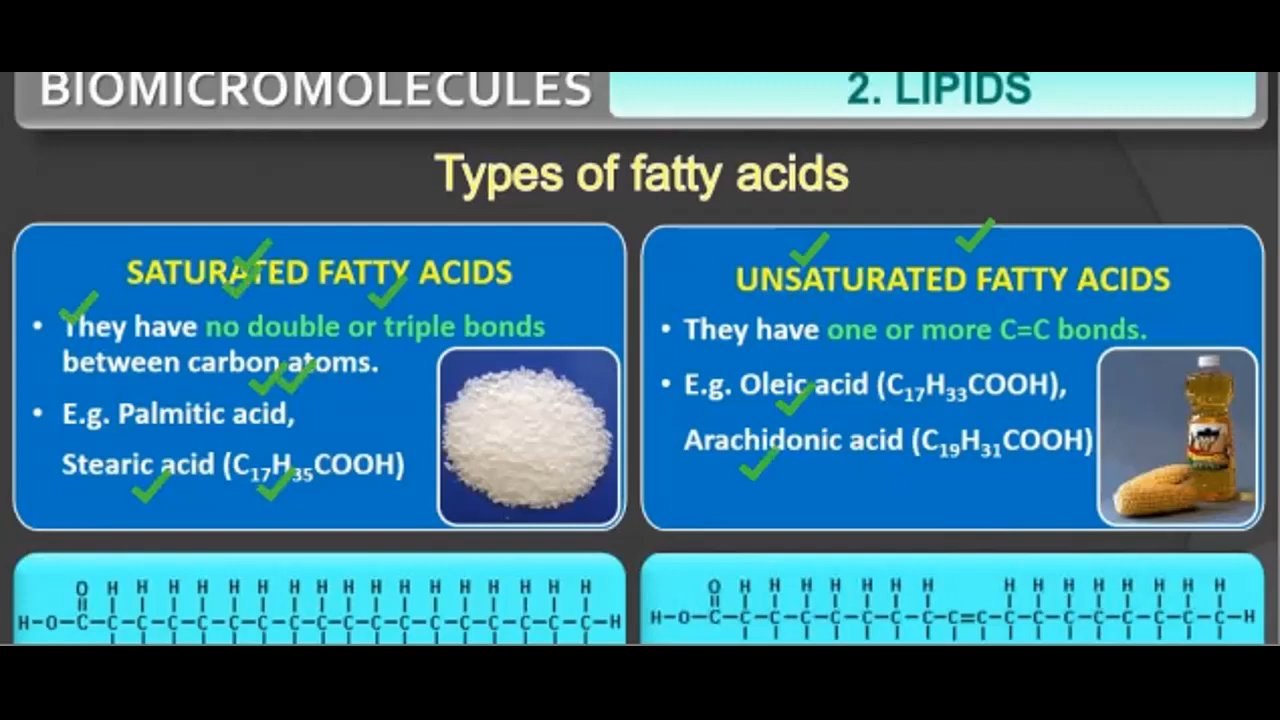 BIOMICROMOLECULES
2. LIPIDS
Types of fatty acids
SATURATED FATTY ACIDS
• They have no double or triple bonds
between carbon atoms.
• E.g. Palmitic acid,
Stearic acid (C₁₇H₃₅COOH)
UNSATURATED FATTY ACIDS
• They have one or more C=C bonds.
• E.g. Oleic acid (C₁₇H₃₃COOH),
Arachidonic acid (C₁₉H₃₁COOH)
O H H H H H H H H H H H H H H H H
H-O-C-C-C-C-C-C-C-C-C-C-C-C-C-C-C-C-C-H
O H H H H H H H H H H H H H H H
H-O-C-C-C-C-C-C-C-C-C=C-C-C-C-C-C-C-C-C-H